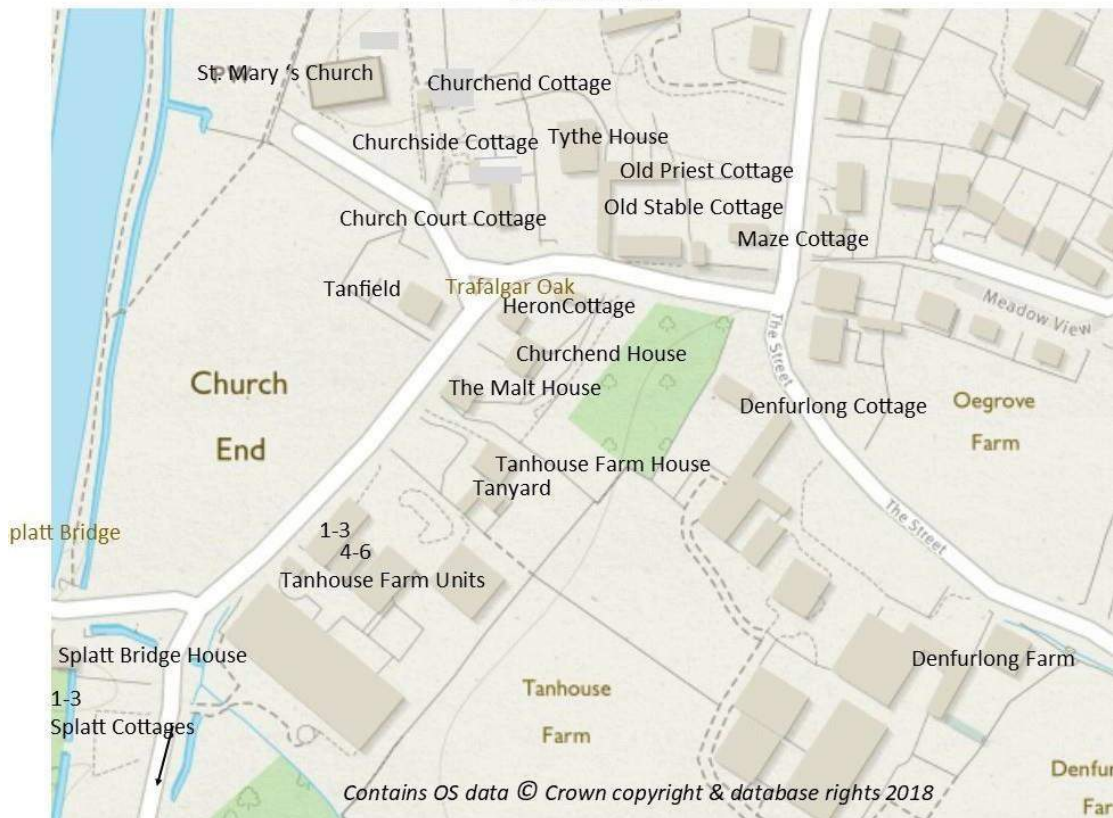 St. Mary ‘s Church
Churchend Cottage
Churchside Cottage
Tythe House
Old Priest Cottage
Old Stable Cottage
Church Court Cottage
Maze Cottage
Tanfield
Trafalgar Oak
HeronCottage
Meadow View
The Street
Churchend House
Church
End
The Malt House
Denfurlong Cottage
Oegrove
Farm
Tanhouse Farm House
Tanyard
The Street
platt Bridge
1-3
4-6
Tanhouse Farm Units
Splatt Bridge House
Denfurlong Farm
1-3
Splatt Cottages
Tanhouse
Farm
Denfur
Far
Contains OS data © Crown copyright & database rights 2018